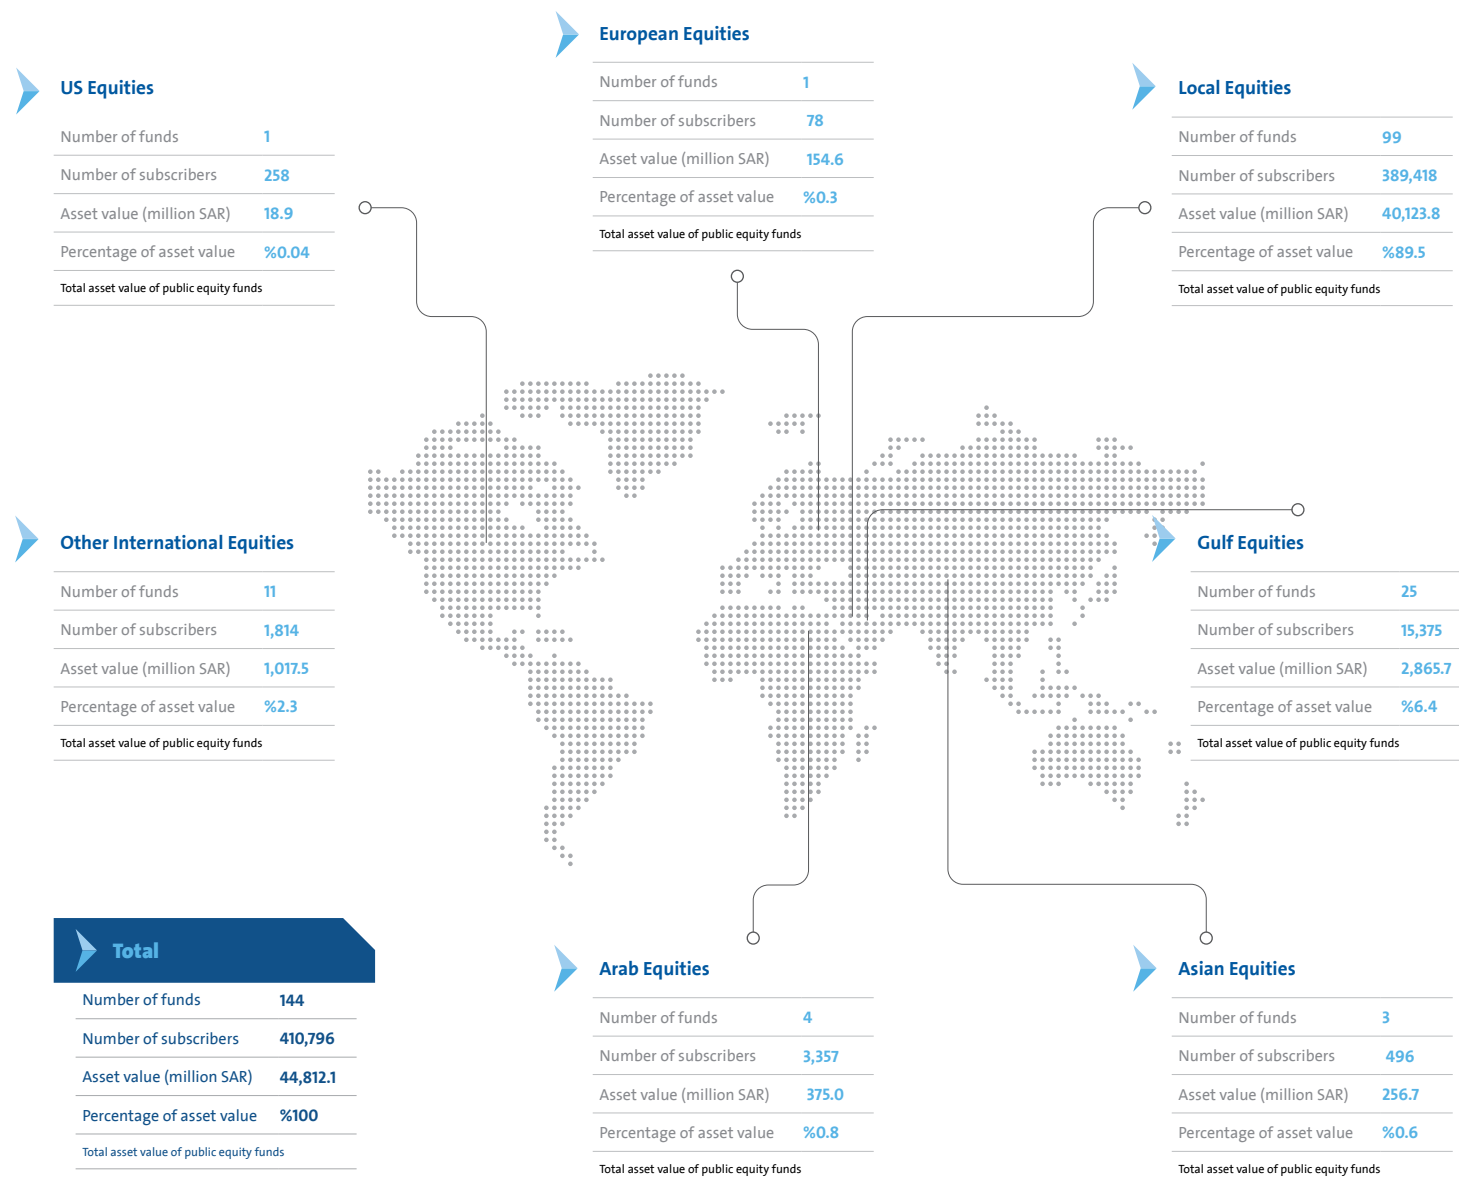 European Equities
Number of funds 1
Number of subscribers 78
Asset value (million SAR) 154.6
Percentage of asset value %0.3
Total asset value of public equity funds
US Equities
Number of funds 1
Number of subscribers 258
Asset value (million SAR) 18.9
Percentage of asset value %0.04
Total asset value of public equity funds
Local Equities
Number of funds 99
Number of subscribers 389,418
Asset value (million SAR) 40,123.8
Percentage of asset value %89.5
Total asset value of public equity funds
Other International Equities
Number of funds 11
Number of subscribers 1,814
Asset value (million SAR) 1,017.5
Percentage of asset value %2.3
Total asset value of public equity funds
Gulf Equities
Number of funds 25
Number of subscribers 15,375
Asset value (million SAR) 2,865.7
Percentage of asset value %6.4
Total asset value of public equity funds
Total
Number of funds 144
Number of subscribers 410,796
Asset value (million SAR) 44,812.1
Percentage of asset value %100
Total asset value of public equity funds
Arab Equities
Number of funds 4
Number of subscribers 3,357
Asset value (million SAR) 375.0
Percentage of asset value %0.8
Total asset value of public equity funds
Asian Equities
Number of funds 3
Number of subscribers 496
Asset value (million SAR) 256.7
Percentage of asset value %0.6
Total asset value of public equity funds